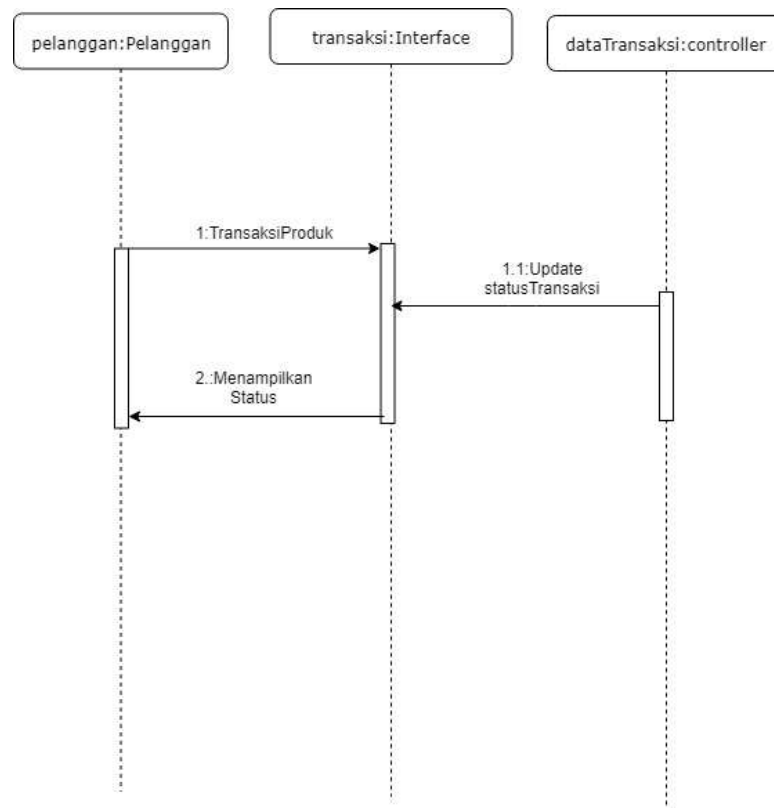 pelanggan:Pelanggan
transaksi:Interface
dataTransaksi:controller
1:TransaksiProduk
1.1:Update
statusTransaksi
2.:Menampilkan
Status